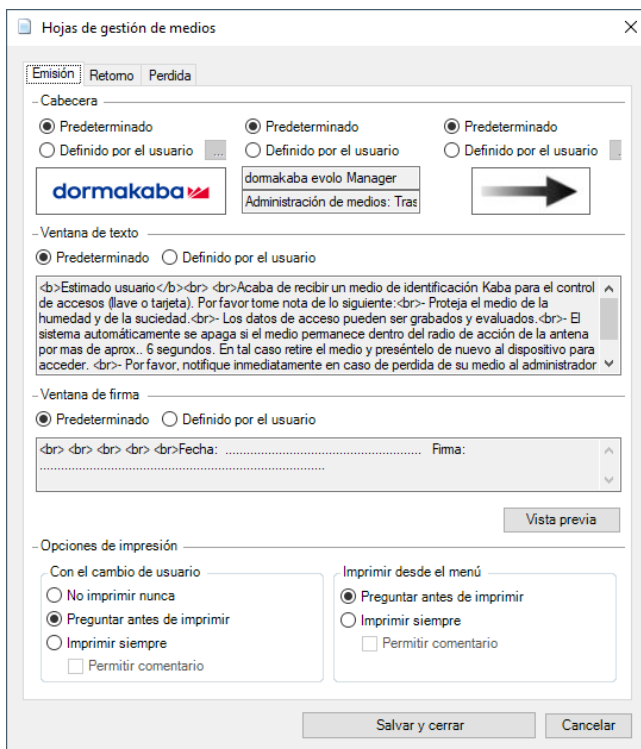 Hojas de gestión de medios
Emisión Retorno Perdida
Cabecera
Predeterminado Predeterminado Predeterminado
Definido por el usuario ... Definido por el usuario Definido por el usuario
dormakaba dormakaba evolo Manager
Administración de medios: Tras
Ventana de texto
Predeterminado Definido por el usuario
<b>Estimado usuario</b><br> <br>Acaba de recibir un medio de identificación Kaba para el control
de accesos (llave o tarjeta). Por favor tome nota de lo siguiente:<br>- Proteja el medio de la
humedad y de la suciedad.<br>- Los datos de acceso pueden ser grabados y evaluados.<br>- El
sistema automáticamente se apaga si el medio permanece dentro del radio de acción de la antena
por mas de aprox.. 6 segundos. En tal caso retire el medio y preséntelo de nuevo al dispositivo para
acceder. <br>- Por favor, notifique inmediatamente en caso de perdida de su medio al administrador
Ventana de firma
Predeterminado Definido por el usuario
<br> <br> <br> <br> <br>Fecha: .................................................... Firma:
............................................................................
Vista previa
Opciones de impresión
Con el cambio de usuario Imprimir desde el menú
No imprimir nunca Preguntar antes de imprimir
Preguntar antes de imprimir Imprimir siempre
Imprimir siempre Permitir comentario
Permitir comentario
Salvar y cerrar Cancelar